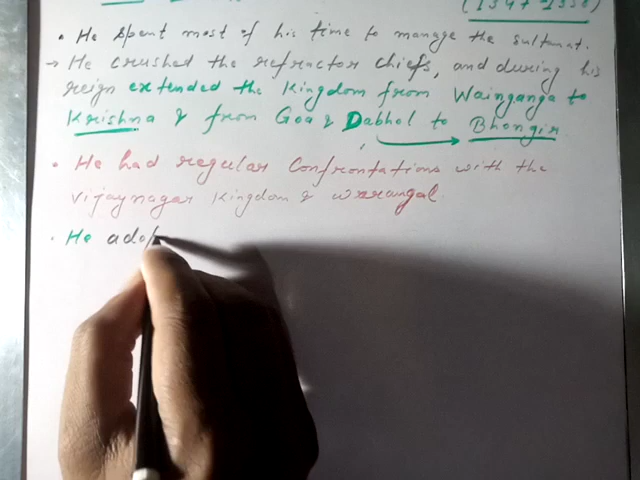 (1347-1358)
• He spent most of his time to manage the sultanat.
→ He crushed the refractor chiefs, and during his
reign extended the Kingdom from Wainganga to
Krishna & from Goa & Dabhol to Bhongir
• He had regular Confrontations with the
Vijaynagar Kingdom & warangal
• He adop